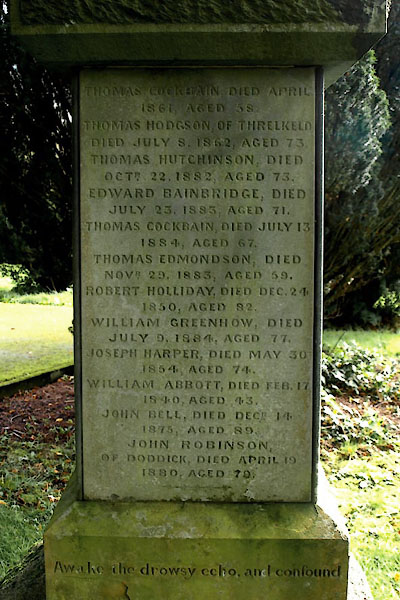 THOMAS COCKBAIN, DIED APRIL
1861, AGED 58.
THOMAS HODGSON, OF THRELKELD
DIED JULY 8, 1862, AGED 73.
THOMAS HUTCHINSON, DIED
OCTR 22, 1882, AGED 73.
EDWARD BAINBRIDGE, DIED
JULY 23, 1883, AGED 71.
THOMAS COCKBAIN, DIED JULY 13
1884, AGED 67.
THOMAS EDMONDSON, DIED
NOVR 29, 1883, AGED 59.
ROBERT HOLLIDAY, DIED DEC. 24
1850, AGED 82.
WILLIAM GREENHOW, DIED
JULY 9, 1884, AGED 77.
JOSEPH HARPER, DIED MAY 30
1854, AGED 74.
WILLIAM ABBOTT, DIED FEB. 17
1840, AGED 43.
JOHN BELL, DIED DECR 14
1875, AGED 89.
JOHN ROBINSON,
OF DODDICK, DIED APRIL 19
1880, AGED 79.
Awake the drowsy echo, and confound